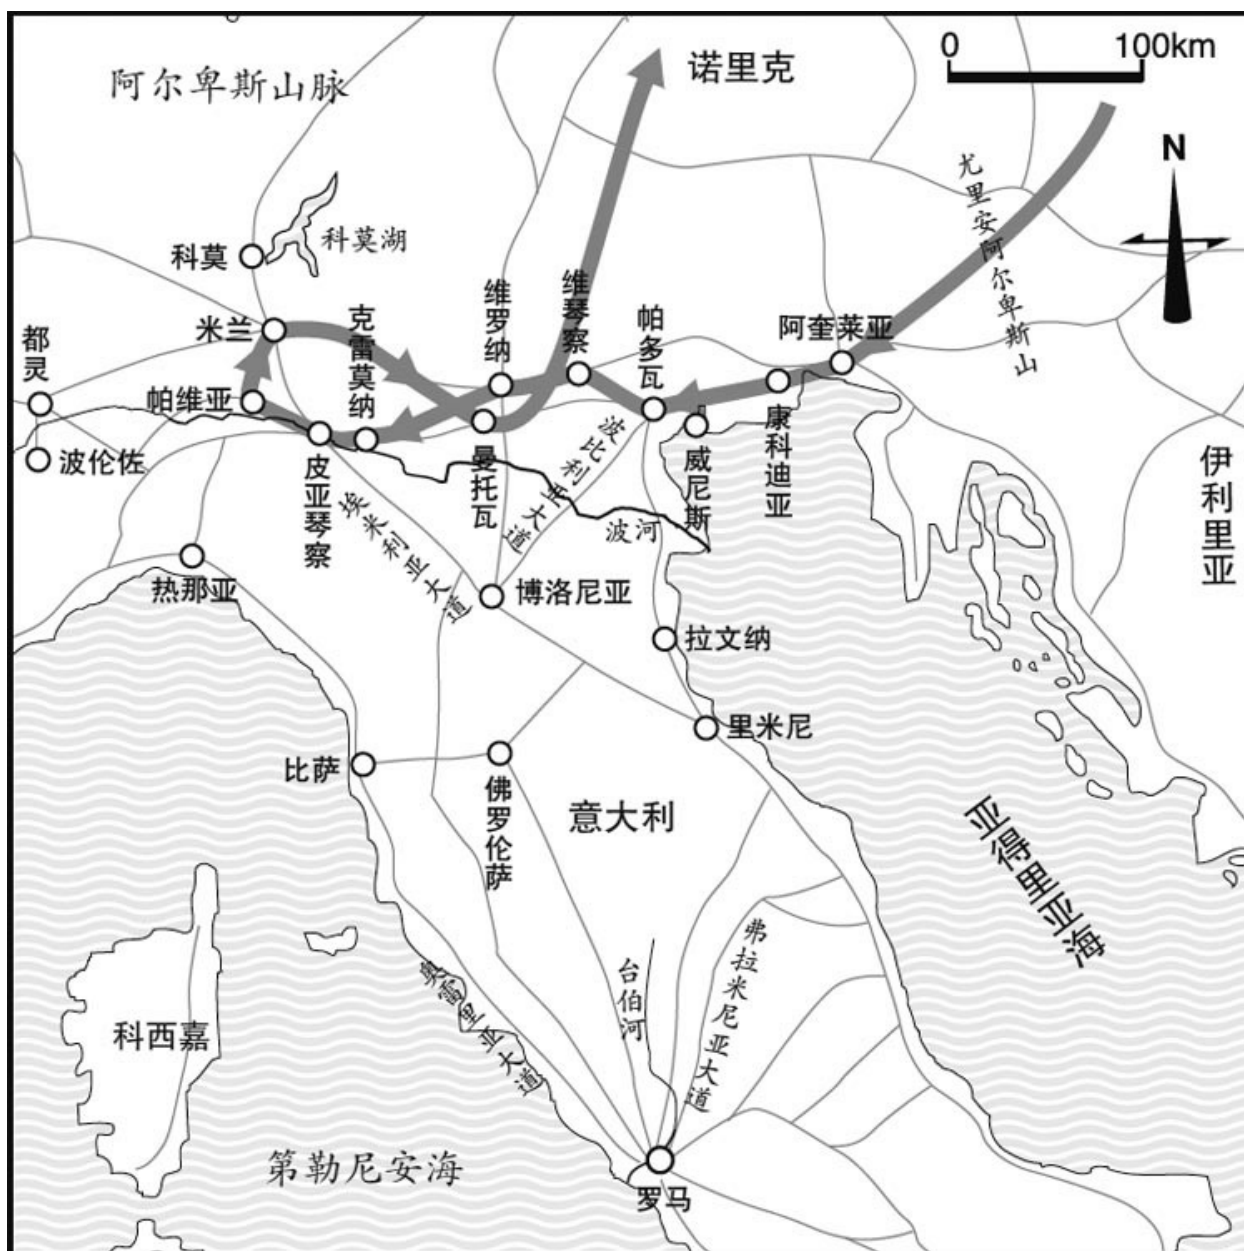 0
100km
诺里克
阿尔卑斯山脉
N
尤里安阿尔卑斯山
科莫湖
科莫
米兰
克雷莫纳
维罗纳
维琴察
帕多瓦
阿奎莱亚
都灵
帕维亚
波伦佐
皮亚琴察
曼托瓦
威尼斯
康科迪亚
伊利里亚
波比利亚大道
埃米利亚大道
波河
热那亚
博洛尼亚
拉文纳
里米尼
比萨
佛罗伦萨
意大利
亚得里亚海
科西嘉
奥雷里亚大道
台伯河
弗拉米尼亚大道
第勒尼安海
罗马